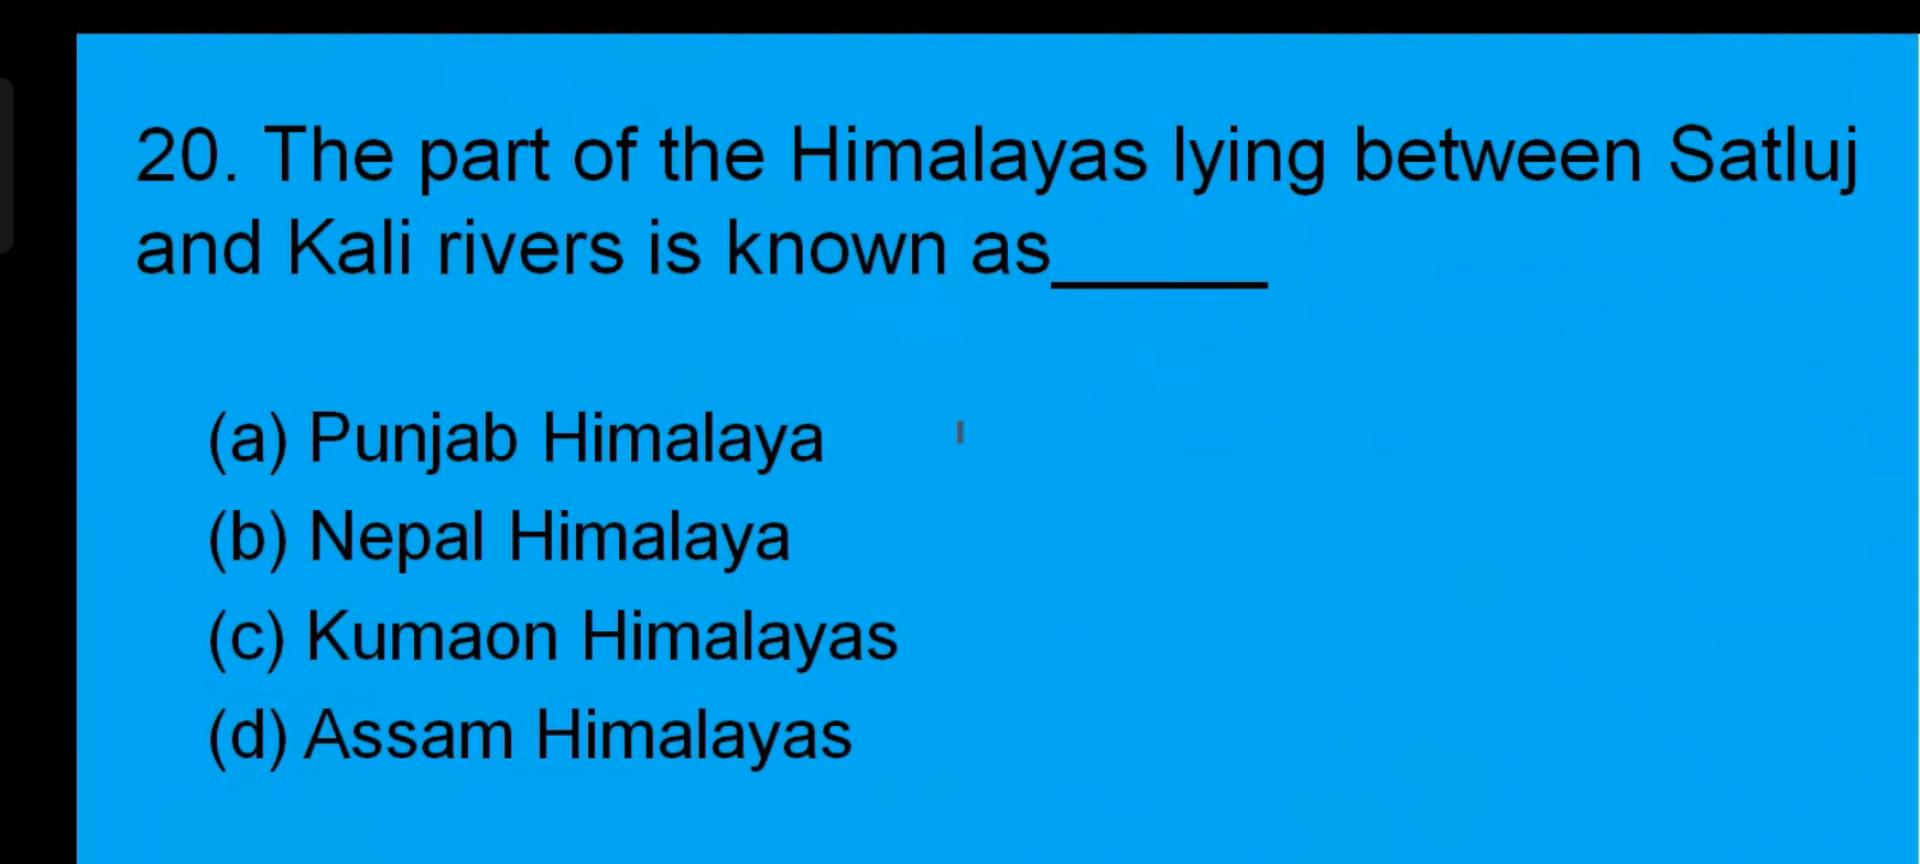 20. The part of the Himalayas lying between Satluj
and Kali rivers is known as______
(a) Punjab Himalaya
(b) Nepal Himalaya
(c) Kumaon Himalayas
(d) Assam Himalayas